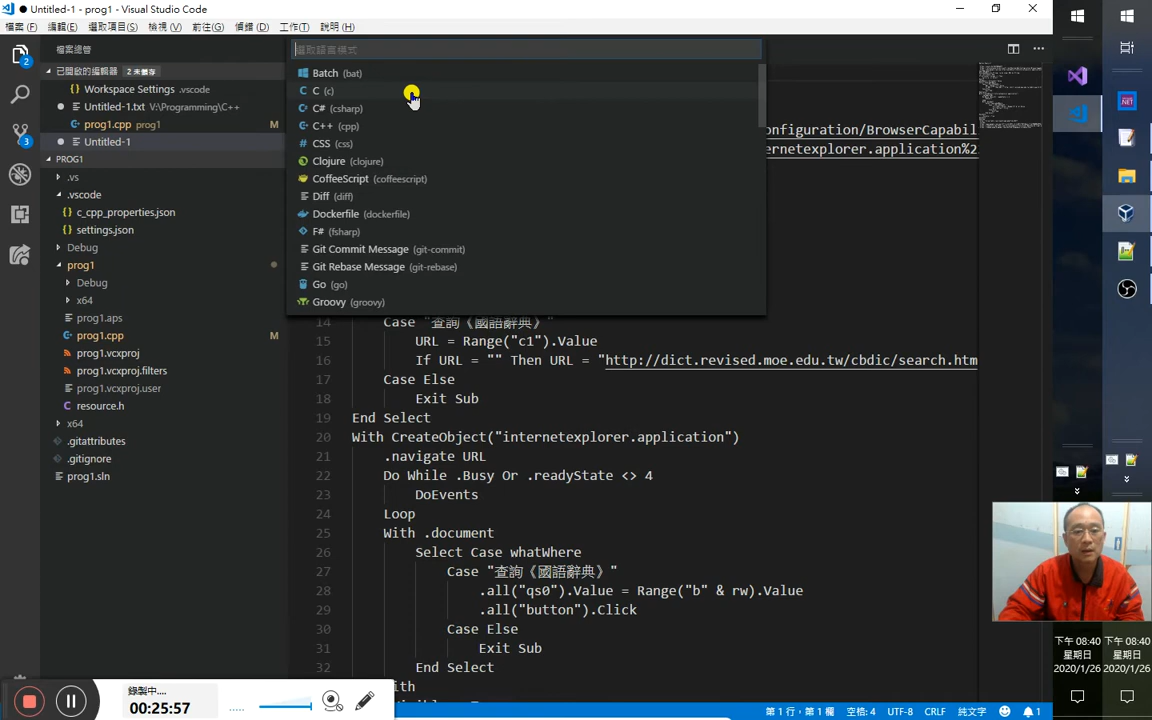 Untitled-1 - prog1 - Visual Studio Code
檔案(F) 編輯(E) 選取項目(S) 檢視(V) 前往(G) 偵錯(D) 工作(T) 說明(H)
檔案總管
已開啟的編輯器 2 未儲存
Workspace Settings .vscode
Untitled-1.txt V:\Programming\C++
prog1.cpp prog1 M
Untitled-1
PROG1
.vs
.vscode
c_cpp_properties.json
settings.json
Debug
prog1
Debug
x64
prog1.aps
prog1.cpp M
prog1.vcxproj
prog1.vcxproj.filters
prog1.vcxproj.user
resource.h
x64
.gitattributes
.gitignore
prog1.sln
2
3
選取語言模式
Batch (bat)
C (c)
C# (csharp)
C++ (cpp)
CSS (css)
Clojure (clojure)
CoffeeScript (coffeescript)
Diff (diff)
Dockerfile (dockerfile)
F# (fsharp)
Git Commit Message (git-commit)
Git Rebase Message (git-rebase)
Go (go)
Groovy (groovy)
onfiguration/BrowserCapabil
ernetexplorer.application%2
14 Case "查詢《國語辭典》"
15 URL = Range("c1").Value
16 If URL = "" Then URL = "http://dict.revised.moe.edu.tw/cbdic/search.htm
17 Case Else
18 Exit Sub
19 End Select
20 With CreateObject("internetexplorer.application")
21 .navigate URL
22 Do While .Busy Or .readyState <> 4
23 DoEvents
24 Loop
25 With .document
26 Select Case whatWhere
27 Case "查詢《國語辭典》"
28 .all("qs0").Value = Range("b" & rw).Value
29 .all("button").Click
30 Case Else
31 Exit Sub
32 End Select
ith
錄製中....
00:25:57
第 1 行，第 1 欄 空格: 4 UTF-8 CRLF 純文字 1
.NET
下午 08:40 下午 08:40
星期日 星期日
2020/1/26 2020/1/26